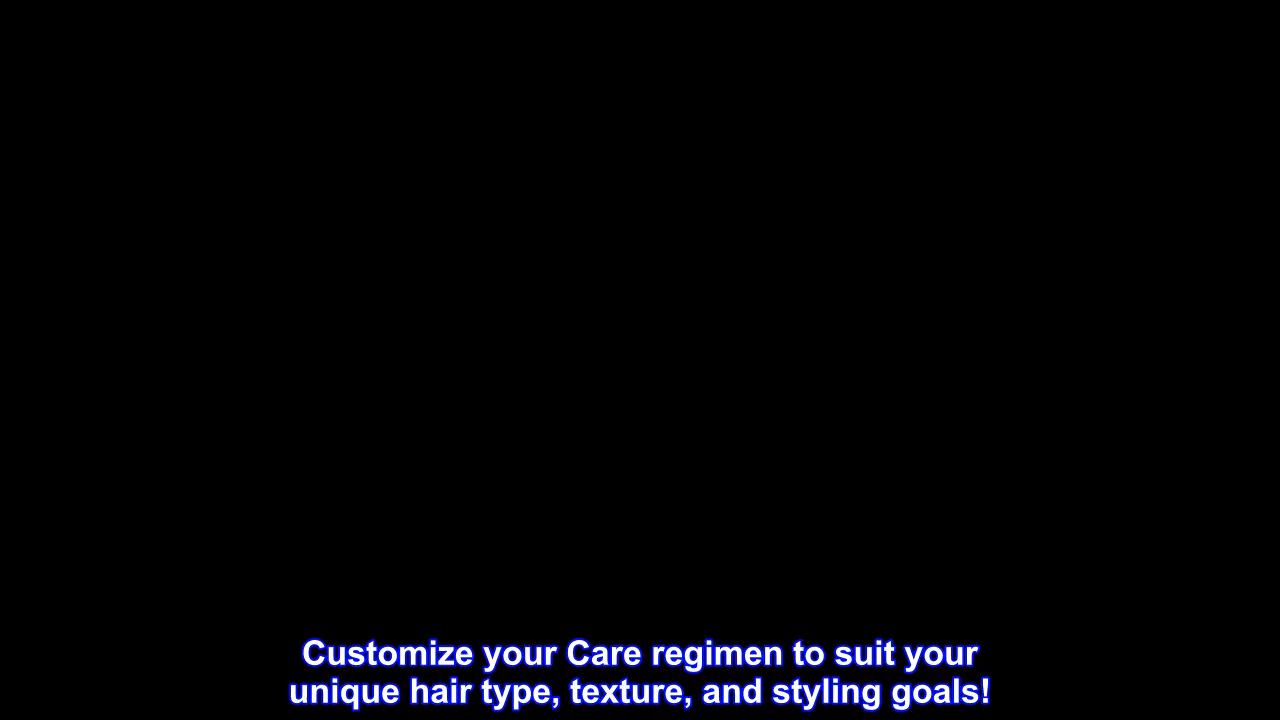 Customize your Care regimen to suit your
unique hair type, texture, and styling goals!